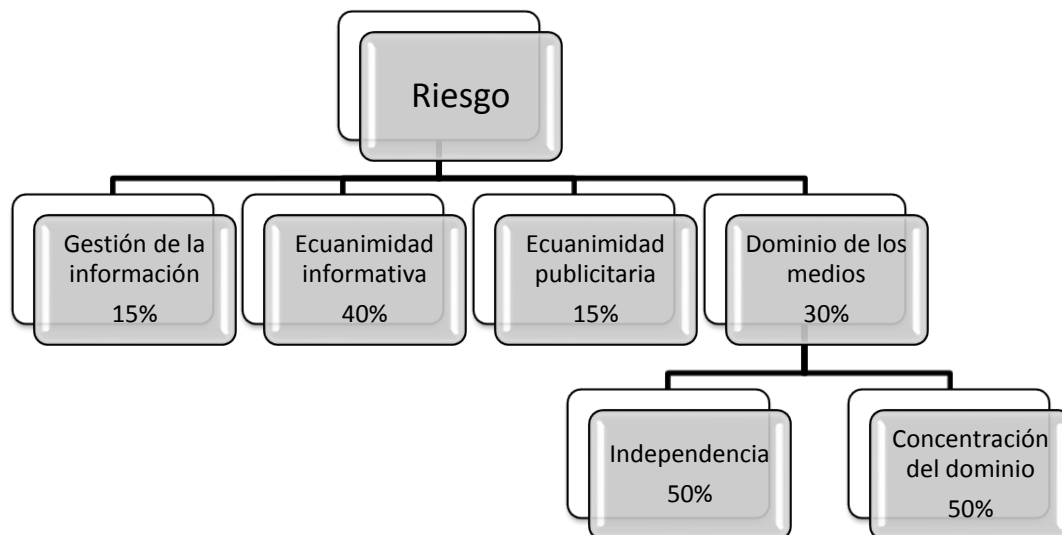 Riesgo
Gestión de la
información
15%
Ecuanimidad
informativa
40%
Ecuanimidad
publicitaria
15%
Dominio de los
medios
30%
Independencia
50%
Concentración
del dominio
50%